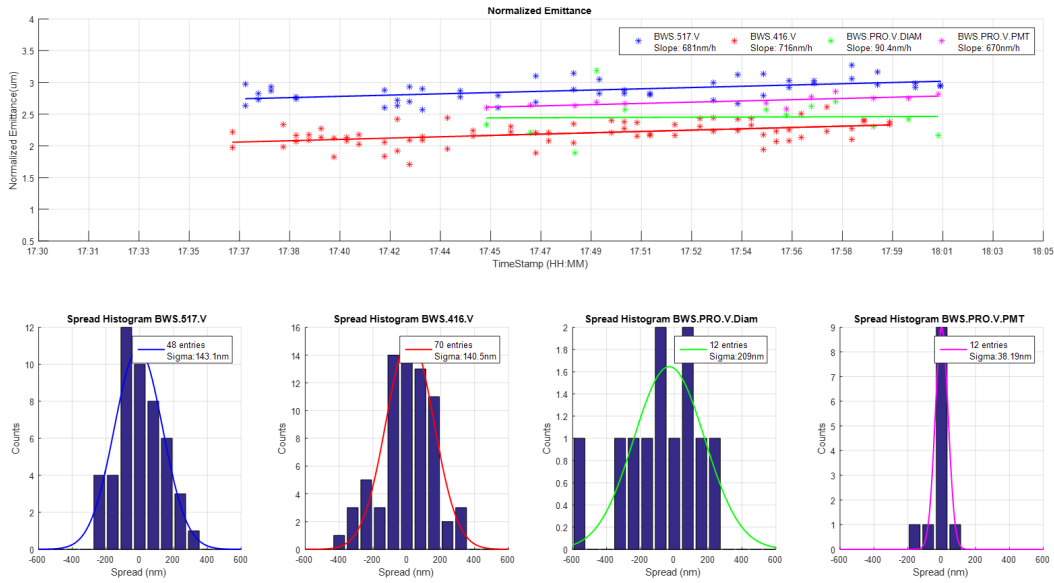 Normalized Emittance
BWS.517.V
Slope: 681nm/h
BWS.416.V
Slope: 716nm/h
BWS.PRO.V.DIAM
Slope: 90.4nm/h
BWS.PRO.V.PMT
Slope: 670nm/h
Normalized Emittance(um)
4
3.5
3
2.5
2
1.5
1
0.5
17:30 17:31 17:33 17:35 17:37 17:38 17:40 17:42 17:44 17:45 17:47 17:49 17:51 17:52 17:54 17:56 17:58 17:59 18:01 18:03 18:05
TimeStamp (HH:MM)
Spread Histogram BWS.517.V
48 entries
Sigma:143.1nm
Counts
12
10
8
6
4
2
0
-600 -400 -200 0 200 400 600
Spread (nm)
Spread Histogram BWS.416.V
70 entries
Sigma:140.5nm
Counts
16
14
12
10
8
6
4
2
0
-600 -400 -200 0 200 400 600
Spread (nm)
Spread Histogram BWS.PRO.V.Diam
12 entries
Sigma:209nm
Counts
2
1.8
1.6
1.4
1.2
1
0.8
0.6
0.4
0.2
0
-600 -400 -200 0 200 400 600
Spread (nm)
Spread Histogram BWS.PRO.V.PMT
12 entries
Sigma:38.19nm
Counts
9
8
7
6
5
4
3
2
1
0
-600 -400 -200 0 200 400 600
Spread (nm)